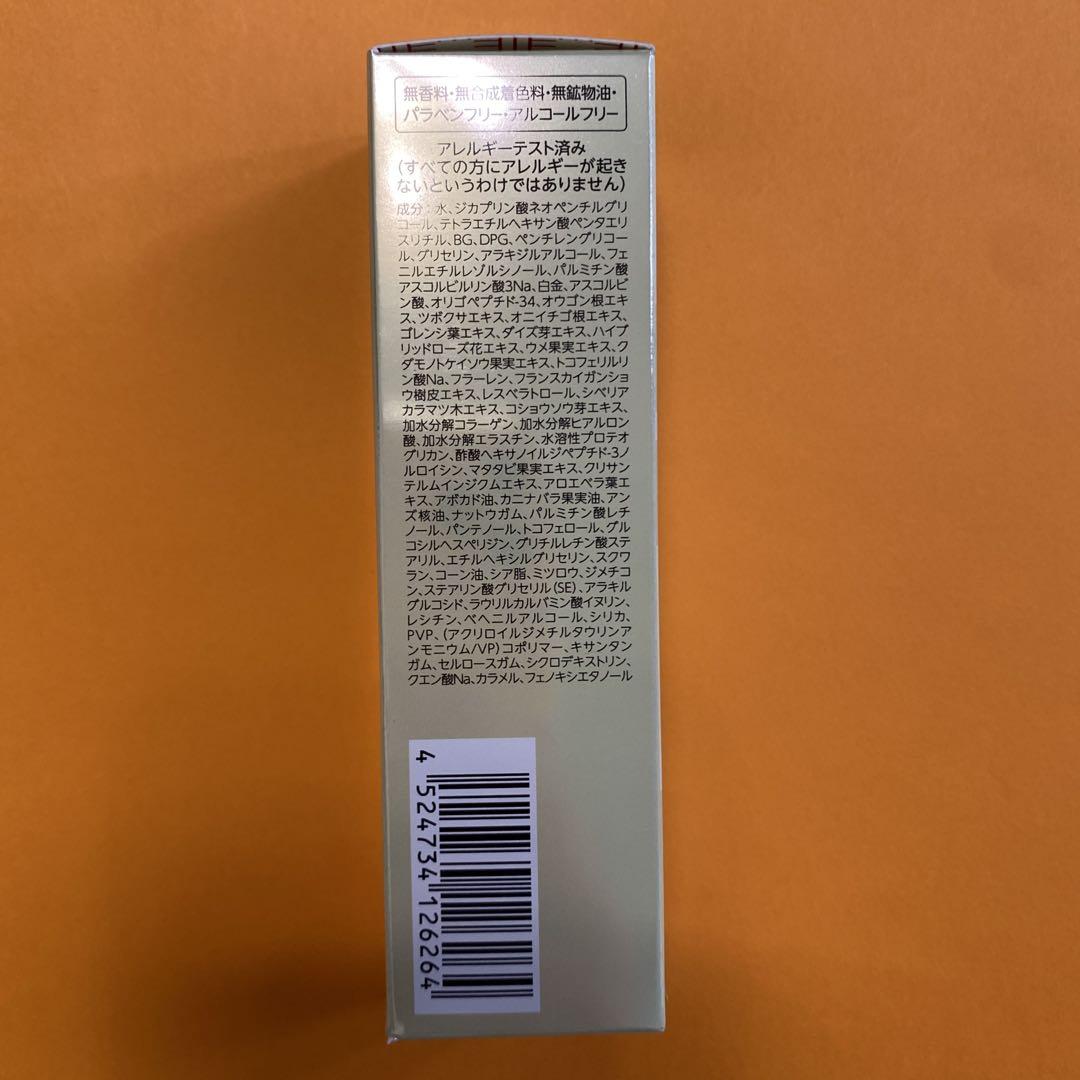 無香料・無合成着色料・無鉱物油・
パラベンフリー・アルコールフリー
アレルギーテスト済み
(すべての方にアレルギーが起き
ないというわけではありません)
成分：水、ジカプリン酸ネオペンチルグリ
コール、テトラエチルヘキサン酸ペンタエリ
スリチル、BG、DPG、ペンチレングリコー
ル、グリセリン、アラキジルアルコール、フェ
ニルエチルレゾルシノール、パルミチン酸
アスコルビルリン酸3Na、白金、アスコルビ
ン酸、オリゴペプチド-34、オウゴン根エキ
ス、ツボクサエキス、オニイチゴ根エキス、
ゴレンシ葉エキス、ダイズ芽エキス、ハイブ
リッドローズ花エキス、ウメ果実エキス、ク
ダモノトケイソウ果実エキス、トコフェリルリ
ン酸Na、フラーレン、フランスカイガンショ
ウ樹皮エキス、レスベラトロール、シベリア
カラマツ木エキス、コショウソウ芽エキス、
加水分解コラーゲン、加水分解ヒアルロン
酸、加水分解エラスチン、水溶性プロテオ
グリカン、酢酸ヘキサノイルジペプチド-3ノ
ルロイシン、マタタビ果実エキス、クリサン
テルムインジクムエキス、アロエベラ葉エ
キス、アボカド油、カニナバラ果実油、アン
ズ核油、ナットウガム、パルミチン酸レチ
ノール、パンテノール、トコフェロール、グル
コシルヘスペリジン、グリチルレチン酸ステ
アリル、エチルヘキシルグリセリン、スクワ
ラン、コーン油、シア脂、ミツロウ、ジメチコ
ン、ステアリン酸グリセリル(SE)、アラキル
グルコシド、ラウリルカルバミン酸イヌリン、
レシチン、ベヘニルアルコール、シリカ、
PVP、(アクリロイルジメチルタウリンア
ンモニウム/VP)コポリマー、キサンタン
ガム、セルロースガム、シクロデキストリン、
クエン酸Na、カラメル、フェノキシエタノール
4 524734 126264